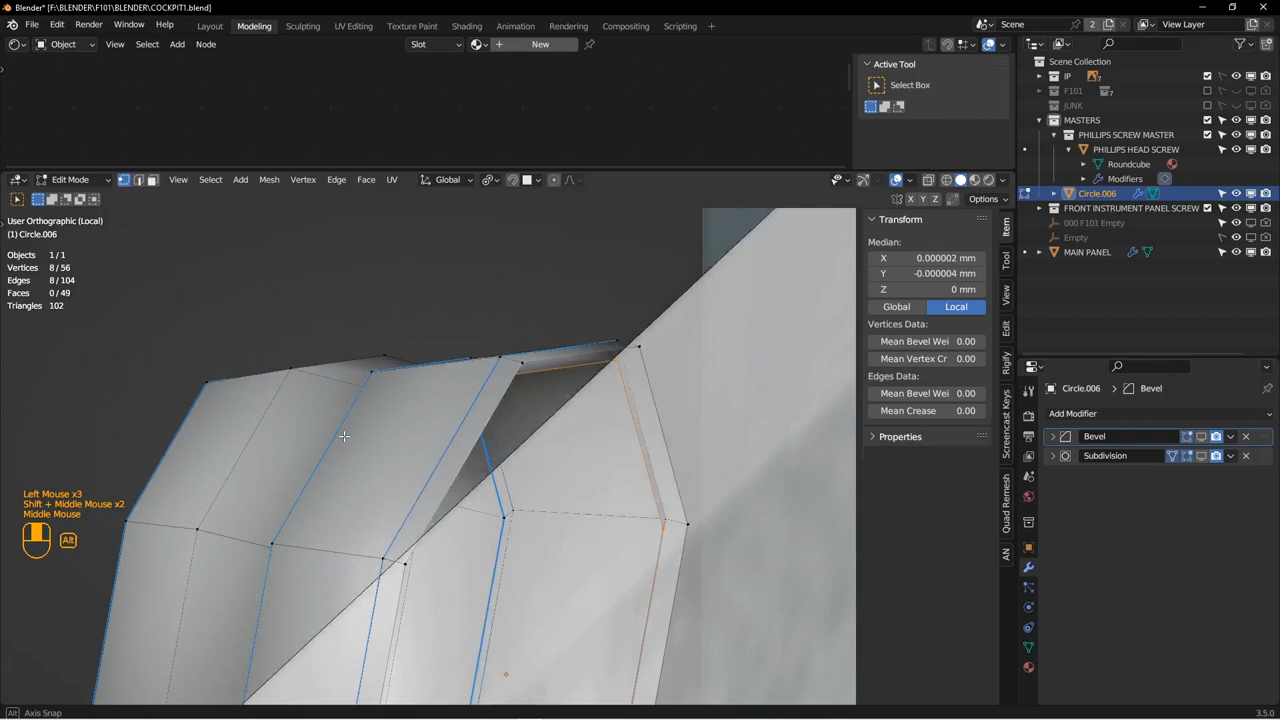 Blender* [F:\BLENDER\F101\BLENDER\COCKPIT1.blend]
File Edit Render Window Help Layout Modeling Sculpting UV Editing Texture Paint Shading Animation Rendering Compositing Scripting Scene 2 View Layer
Object View Select Add Node Slot New
Active Tool
Select Box
Edit Mode View Select Add Mesh Vertex Edge Face UV Global
X Y Z Options
User Orthographic (Local)
(1) Circle.006
Objects 1/1
Vertices 8/56
Edges 8/104
Faces 0/49
Triangles 102
Transform
Median:
X 0.000002 mm
Y -0.000004 mm
Z 0 mm
Global Local
Vertices Data:
Mean Bevel Wei 0.00
Mean Vertex Cr 0.00
Edges Data:
Mean Bevel Wei 0.00
Mean Crease 0.00
Properties
Item
Tool
View
Edit
Rigify
Screencast Keys
Quad Remesh
AN
Scene Collection
IP 7
F101 7
JUNK
MASTERS
PHILLIPS SCREW MASTER
PHILLIPS HEAD SCREW
Roundcube
Modifiers
Circle.006
FRONT INSTRUMENT PANEL SCREW
000 F101 Empty
Empty
MAIN PANEL
Circle.006 > Bevel
Add Modifier
Bevel
Subdivision
Left Mouse x3
Shift + Middle Mouse x2
Middle Mouse
Alt
Alt Axis Snap
3.5.0